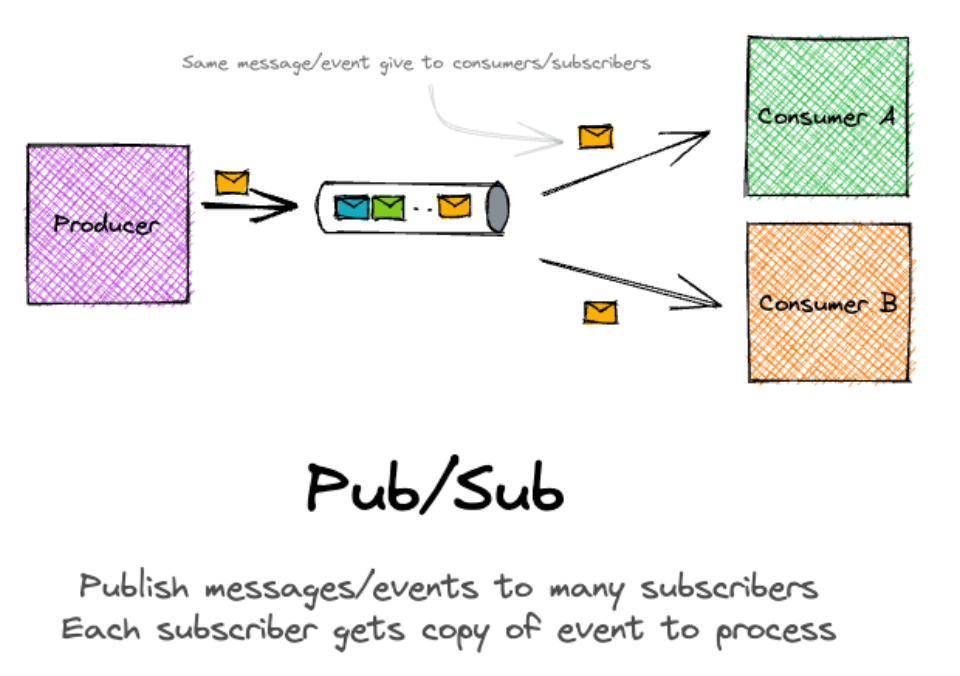 Same message/event give to consumers/subscribers
Consumer A
Producer
Consumer B
Pub/Sub
Publish messages/events to many subscribers
Each subscriber gets copy of event to process